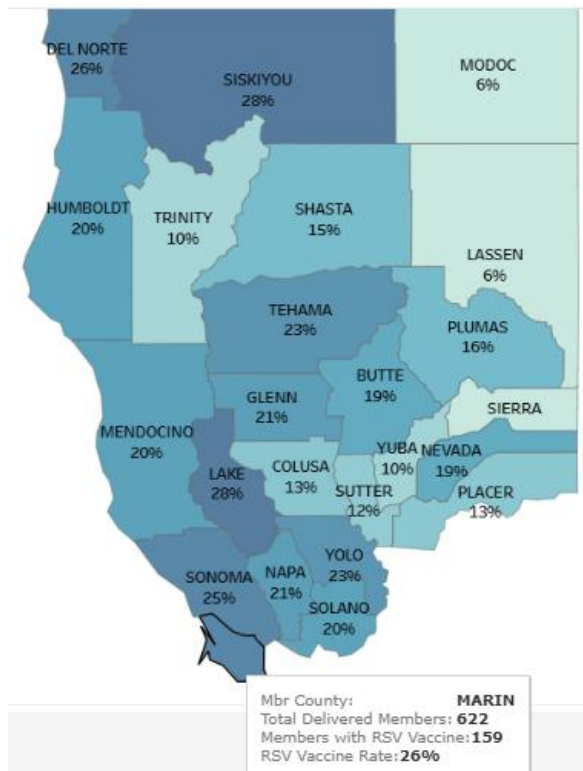 DEL NORTE
26%
SISKIYOU
28%
MODOC
6%
HUMBOLDT
20%
TRINITY
10%
SHASTA
15%
LASSEN
6%
TEHAMA
23%
PLUMAS
16%
BUTTE
19%
GLENN
21%
SIERRA
MENDOCINO
20%
LAKE
28%
COLUSA
13%
YUBA
10%
NEVADA
19%
SUTTER
12%
PLACER
13%
SONOMA
25%
NAPA
21%
YOLO
23%
SOLANO
20%
Mbr County: MARIN
Total Delivered Members: 622
Members with RSV Vaccine: 159
RSV Vaccine Rate: 26%